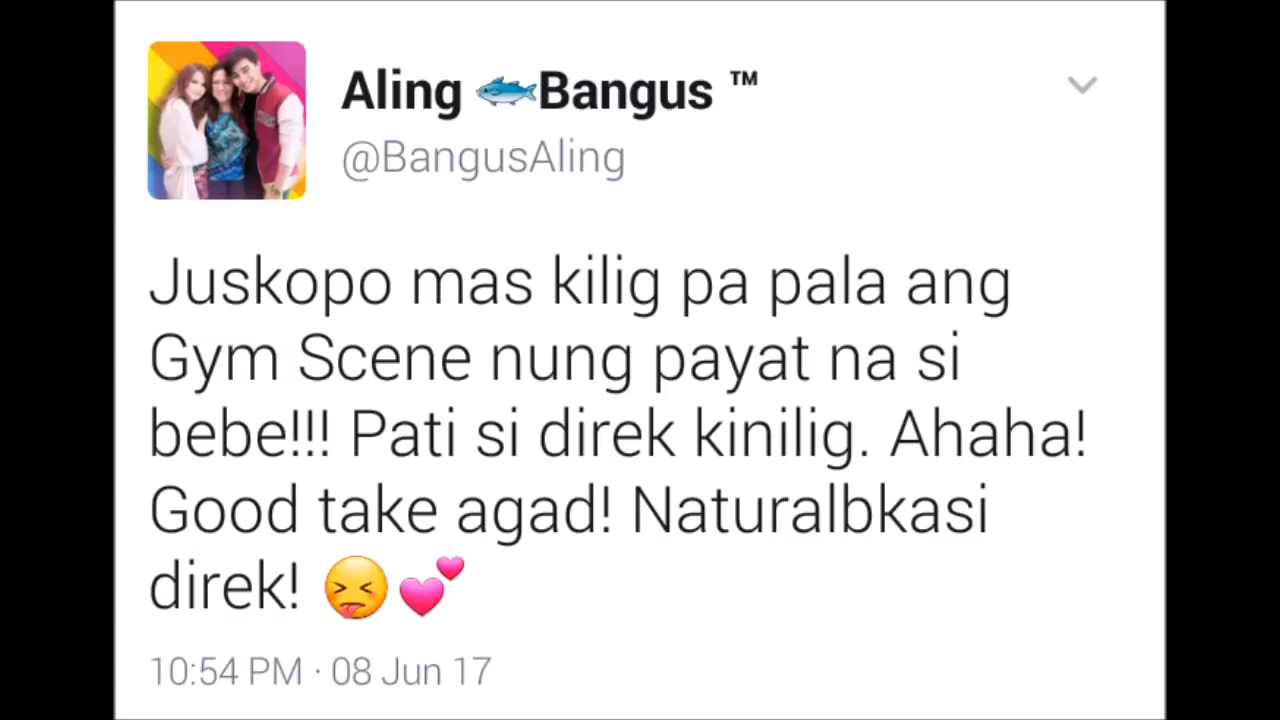 Aling 🐟Bangus ™
@BangusAling
Juskopo mas kilig pa pala ang
Gym Scene nung payat na si
bebe!!! Pati si direk kinilig. Ahaha!
Good take agad! Naturalbkasi
direk! 😝💕
10:54 PM · 08 Jun 17